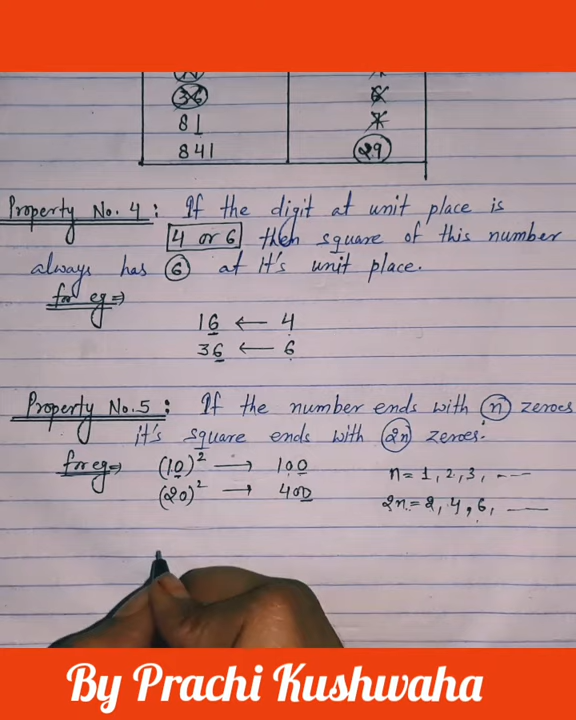 36 6
81
841 29
Property No. 4 : If the digit at unit place is
4 or 6 then square of this number
always has 6 at it's unit place.
for eg ⇒
16 ← 4
36 ← 6
Property No. 5 : If the number ends with n zeroes
it's square ends with 2n zeroes.
for eg ⇒ (10)² → 100 n = 1, 2, 3, ---
(20)² → 400 2n = 2, 4, 6, ---
By Prachi Kushwaha